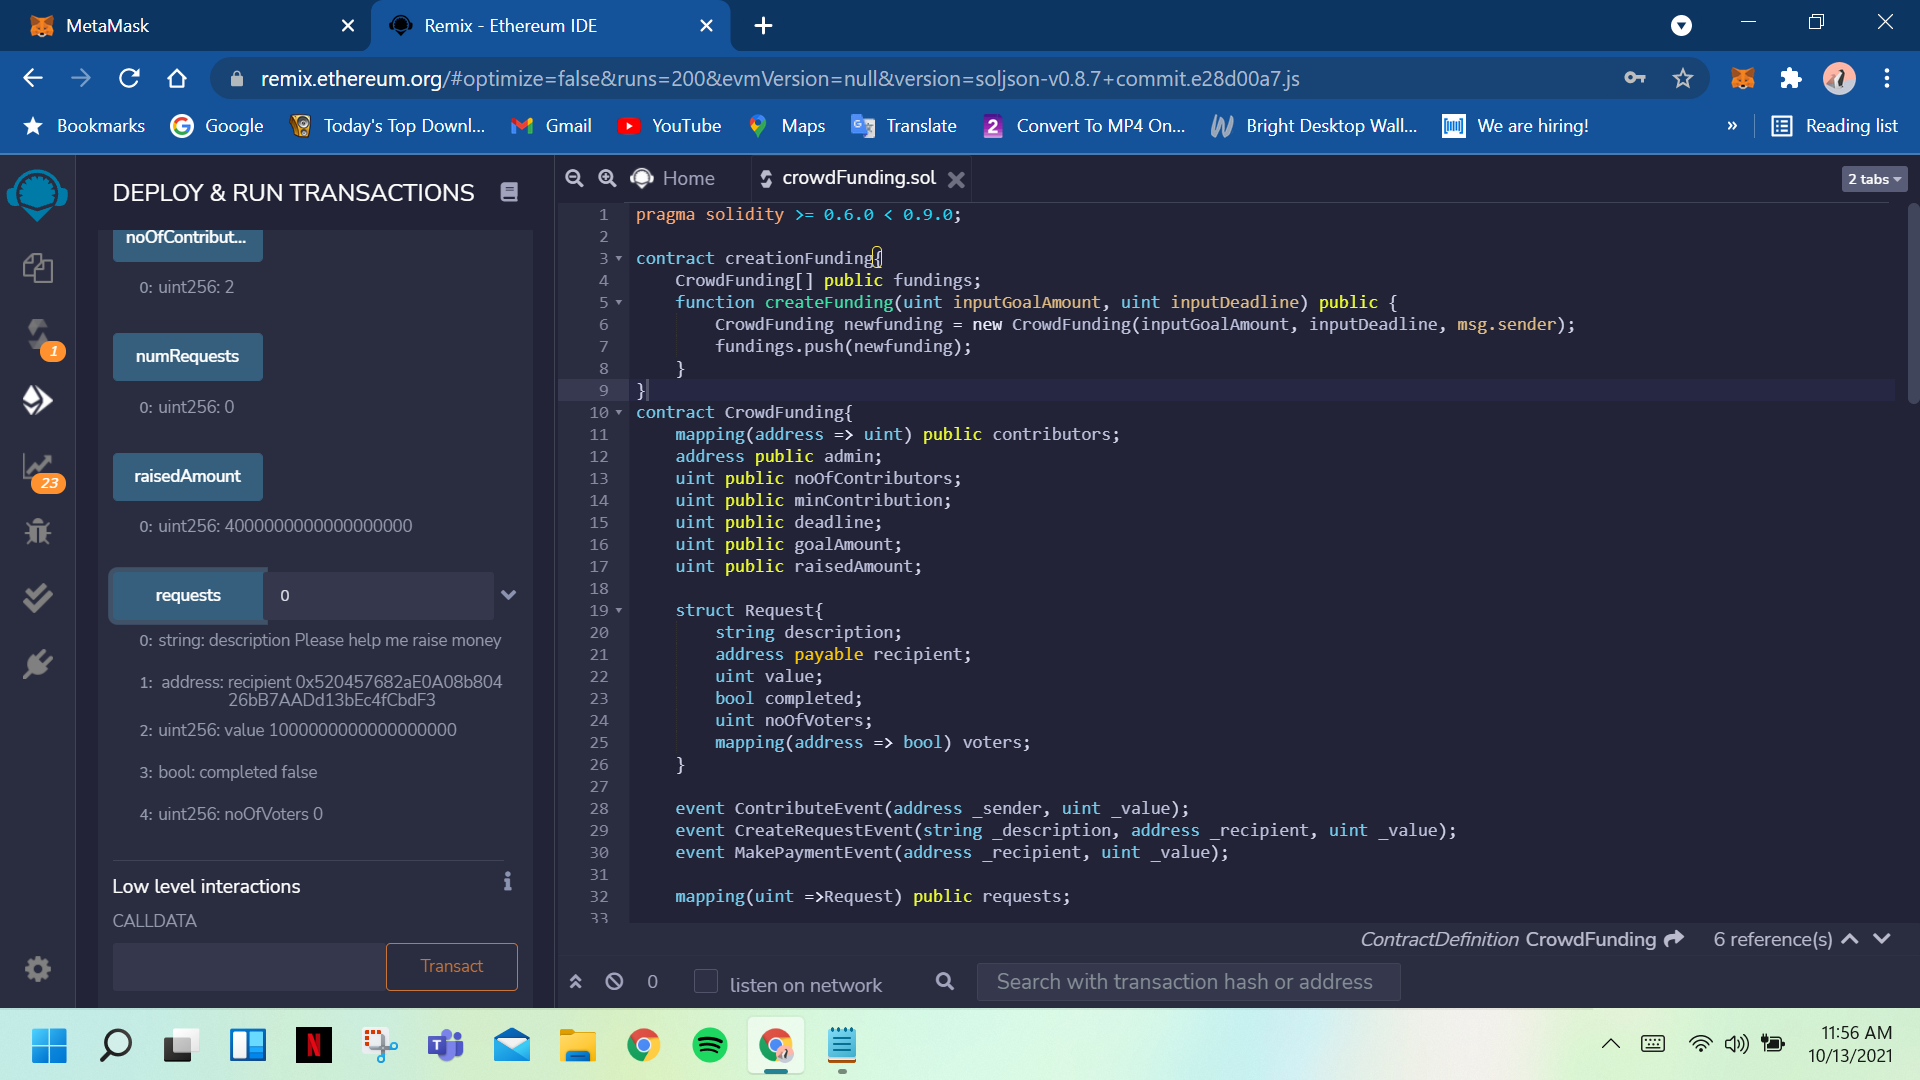 MetaMask
Remix - Ethereum IDE
remix.ethereum.org/#optimize=false&runs=200&evmVersion=null&version=soljson-v0.8.7+commit.e28d00a7.js
Bookmarks
Google
Today's Top Downl...
Gmail
YouTube
Maps
Translate
2
Convert To MP4 On...
Bright Desktop Wall...
We are hiring!
»
Reading list
DEPLOY & RUN TRANSACTIONS
noOfContribut...
0: uint256: 2
numRequests
0: uint256: 0
raisedAmount
0: uint256: 4000000000000000000
requests
0
0: string: description Please help me raise money
1: address: recipient 0x520457682aE0A08b804
26bB7AADd13bEc4fCbdF3
2: uint256: value 1000000000000000000
3: bool: completed false
4: uint256: noOfVoters 0
Low level interactions
i
CALLDATA
Transact
1
23
Home
crowdFunding.sol
2 tabs
1 pragma solidity >= 0.6.0 < 0.9.0;
2
3 contract creationFunding{
4 CrowdFunding[] public fundings;
5 function createFunding(uint inputGoalAmount, uint inputDeadline) public {
6 CrowdFunding newfunding = new CrowdFunding(inputGoalAmount, inputDeadline, msg.sender);
7 fundings.push(newfunding);
8 }
9 }
10 contract CrowdFunding{
11 mapping(address => uint) public contributors;
12 address public admin;
13 uint public noOfContributors;
14 uint public minContribution;
15 uint public deadline;
16 uint public goalAmount;
17 uint public raisedAmount;
18
19 struct Request{
20 string description;
21 address payable recipient;
22 uint value;
23 bool completed;
24 uint noOfVoters;
25 mapping(address => bool) voters;
26 }
27
28 event ContributeEvent(address _sender, uint _value);
29 event CreateRequestEvent(string _description, address _recipient, uint _value);
30 event MakePaymentEvent(address _recipient, uint _value);
31
32 mapping(uint =>Request) public requests;
33
ContractDefinition CrowdFunding
6 reference(s)
0
listen on network
Search with transaction hash or address
11:56 AM
10/13/2021